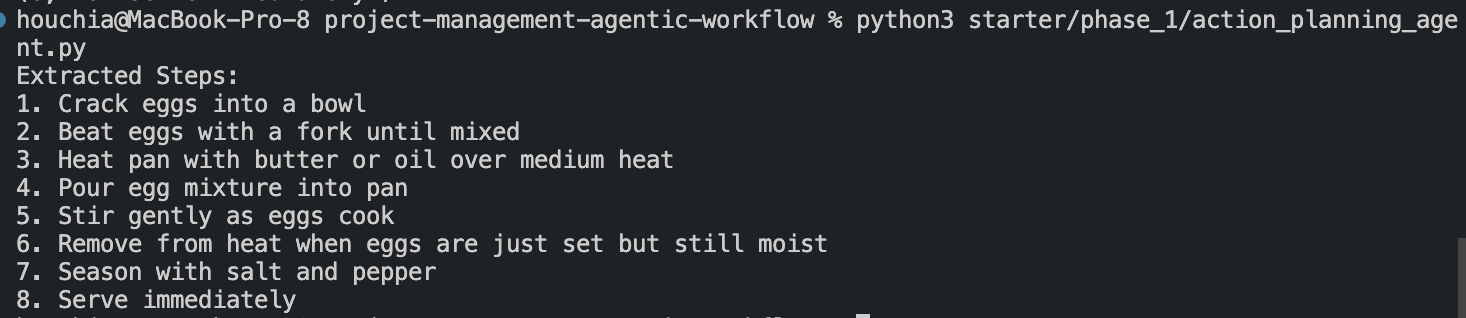 houchia@MacBook-Pro-8 project-management-agentic-workflow % python3 starter/phase_1/action_planning_age
nt.py
Extracted Steps:
1. Crack eggs into a bowl
2. Beat eggs with a fork until mixed
3. Heat pan with butter or oil over medium heat
4. Pour egg mixture into pan
5. Stir gently as eggs cook
6. Remove from heat when eggs are just set but still moist
7. Season with salt and pepper
8. Serve immediately